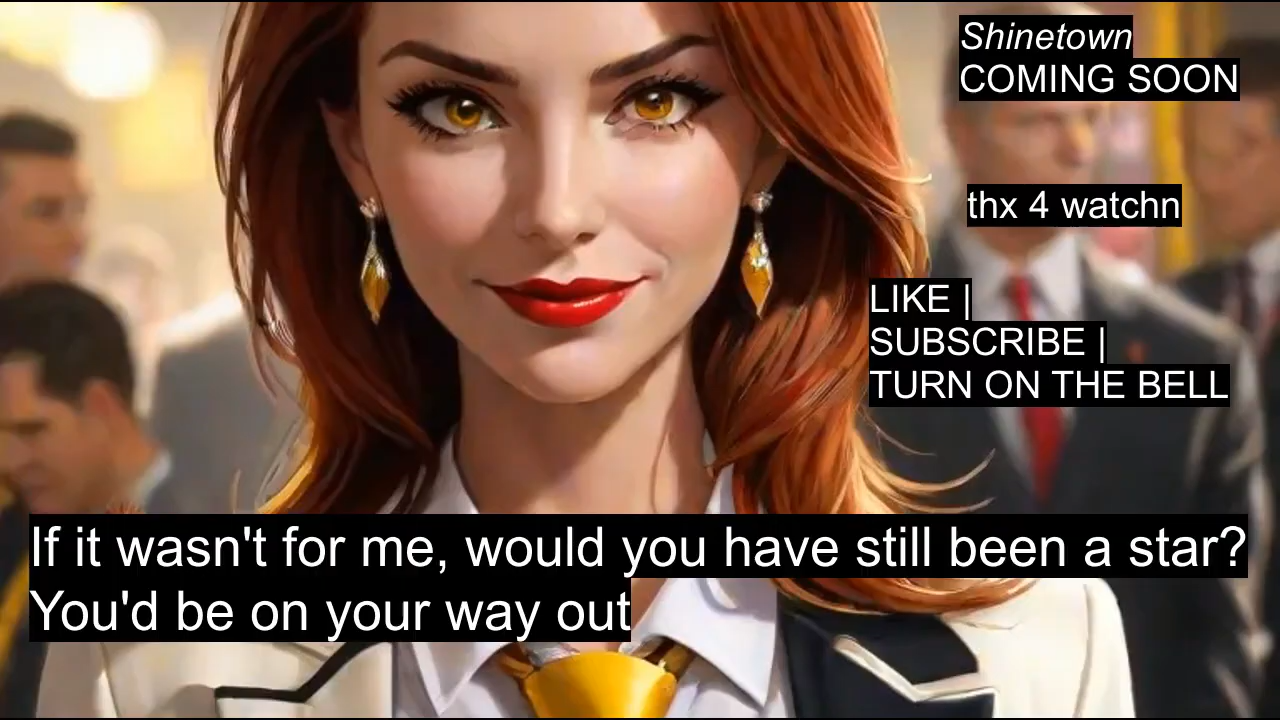 Shinetown
COMING SOON
thx 4 watchn
LIKE |
SUBSCRIBE |
TURN ON THE BELL
If it wasn't for me, would you have still been a star?
You'd be on your way out